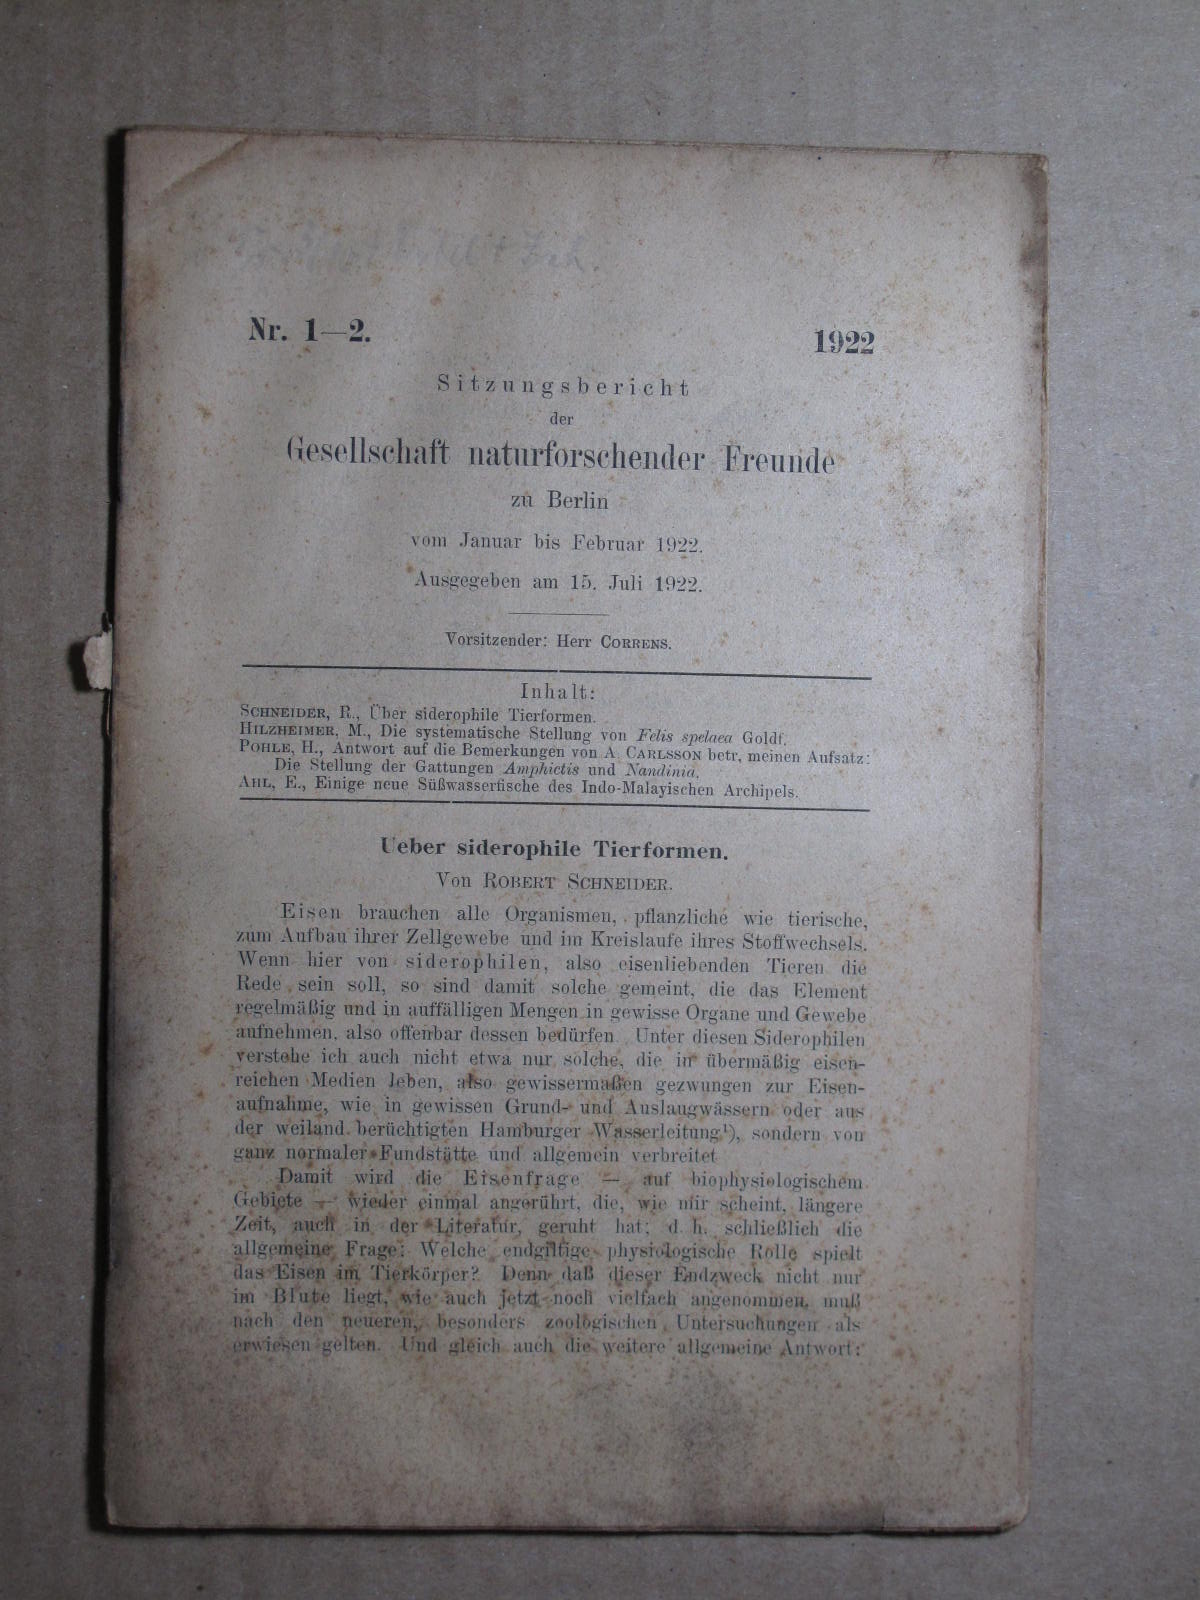 Nr. 1—2.
1922
Sitzungsbericht
der
Gesellschaft naturforschender Freunde
zu Berlin
vom Januar bis Februar 1922.
Ausgegeben am 15. Juli 1922.
Vorsitzender: Herr CORRENS.
Inhalt:
SCHNEIDER, R., Über siderophile Tierformen.
HILZHEIMER, M., Die systematische Stellung von Felis spelaea Goldf.
POHLE, H., Antwort auf die Bemerkungen von A. CARLSSON betr. meinen Aufsatz:
Die Stellung der Gattungen Amphictis und Nandinia.
AHL, E., Einige neue Süßwasserfische des Indo-Malayischen Archipels.
Ueber siderophile Tierformen.
Von ROBERT SCHNEIDER.
Eisen brauchen alle Organismen, pflanzliche wie tierische,
zum Aufbau ihrer Zellgewebe und im Kreislaufe ihres Stoffwechsels.
Wenn hier von siderophilen, also eisenliebenden Tieren die
Rede sein soll, so sind damit solche gemeint, die das Element
regelmäßig und in auffälligen Mengen in gewisse Organe und Gewebe
aufnehmen, also offenbar dessen bedürfen. Unter diesen Siderophilen
verstehe ich auch nicht etwa nur solche, die in übermäßig eisen-
reichen Medien leben, also gewissermaßen gezwungen zur Eisen-
aufnahme, wie in gewissen Grund- und Auslaugwässern oder aus
der weiland berüchtigten Hamburger Wasserleitung¹), sondern von
ganz normaler Fundstätte und allgemein verbreitet
Damit wird die Eisenfrage — auf biophysiologischem
Gebiete — wieder einmal angerührt, die, wie mir scheint, längere
Zeit, auch in der Literatur, geruht hat; d. h. schließlich die
allgemeine Frage: Welche endgiltige physiologische Rolle spielt
das Eisen im Tierkörper? Denn daß dieser Endzweck nicht nur
im Blute liegt, wie auch jetzt noch vielfach angenommen, muß
nach den neueren, besonders zoologischen Untersuchungen als
erwiesen gelten. Und gleich auch die weitere allgemeine Antwort: